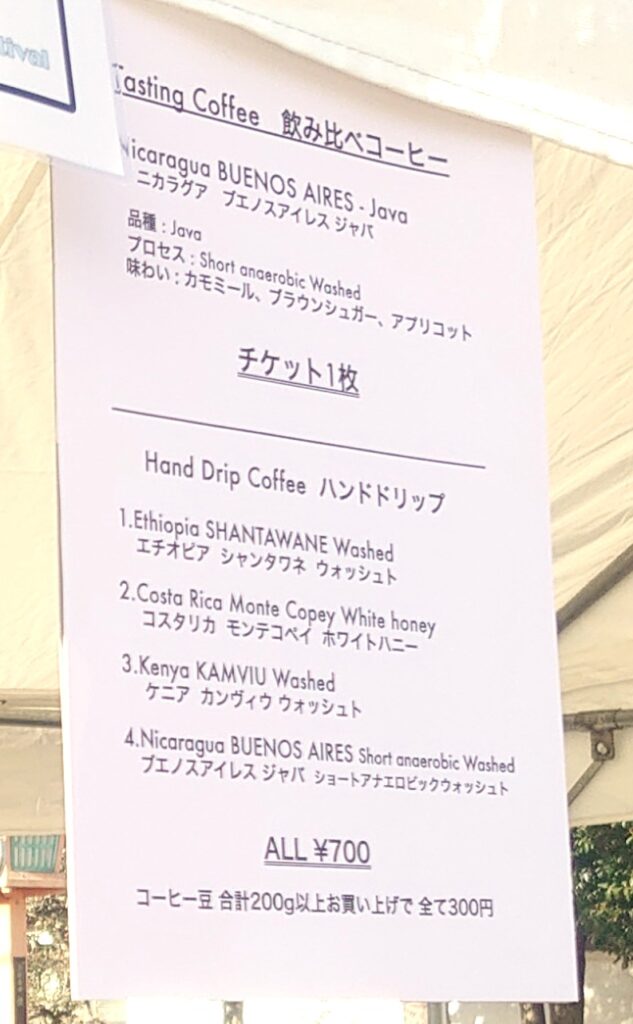 tival
Tasting Coffee 飲み比べコーヒー
Nicaragua BUENOS AIRES - Java
ニカラグア ブエノスアイレス ジャバ
品種 : Java
プロセス : Short anaerobic Washed
味わい : カモミール、ブラウンシュガー、アプリコット
チケット1枚
Hand Drip Coffee ハンドドリップ
1.Ethiopia SHANTAWANE Washed
エチオピア シャンタワネ ウォッシュト
2.Costa Rica Monte Copey White honey
コスタリカ モンテコペイ ホワイトハニー
3.Kenya KAMVIU Washed
ケニア カンヴィウ ウォッシュト
4.Nicaragua BUENOS AIRES Short anaerobic Washed
ブエノスアイレス ジャバ ショートアナエロビックウォッシュト
ALL ¥700
コーヒー豆 合計200g以上お買い上げで 全て300円